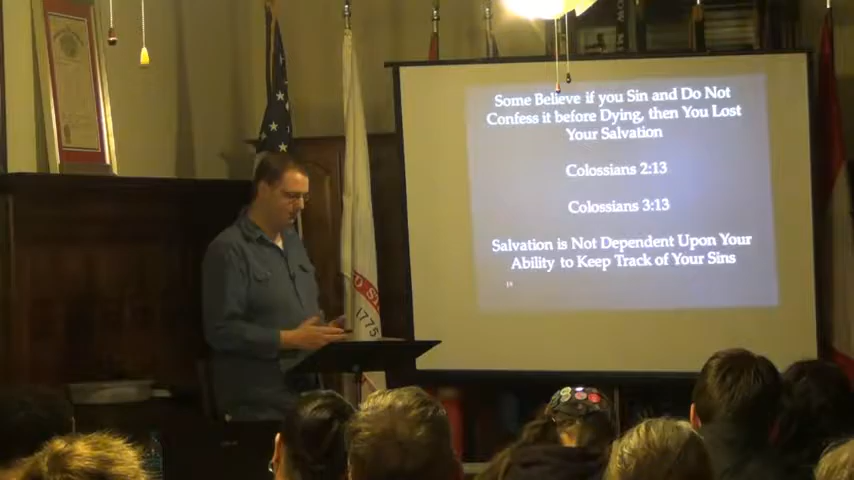 Some Believe if you Sin and Do Not
Confess it before Dying, then You Lost
Your Salvation
Colossians 2:13
Colossians 3:13
Salvation is Not Dependent Upon Your
Ability to Keep Track of Your Sins
1775